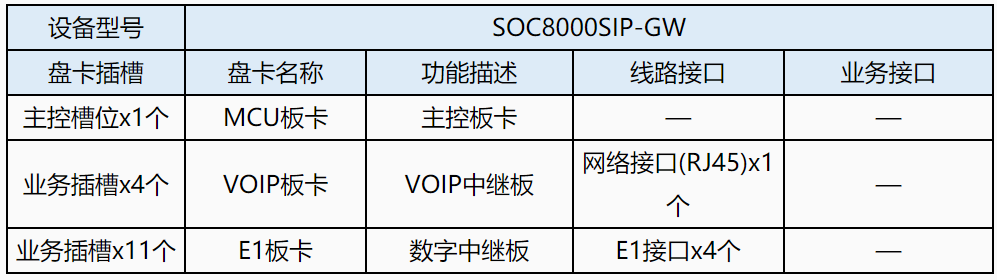 设备型号 SOC8000SIP-GW
盘卡插槽 盘卡名称 功能描述 线路接口 业务接口
主控槽位x1个 MCU板卡 主控板卡 — —
业务插槽x4个 VOIP板卡 VOIP中继板 网络接口(RJ45)x1 —
个
业务插槽x11个 E1板卡 数字中继板 E1接口x4个 —